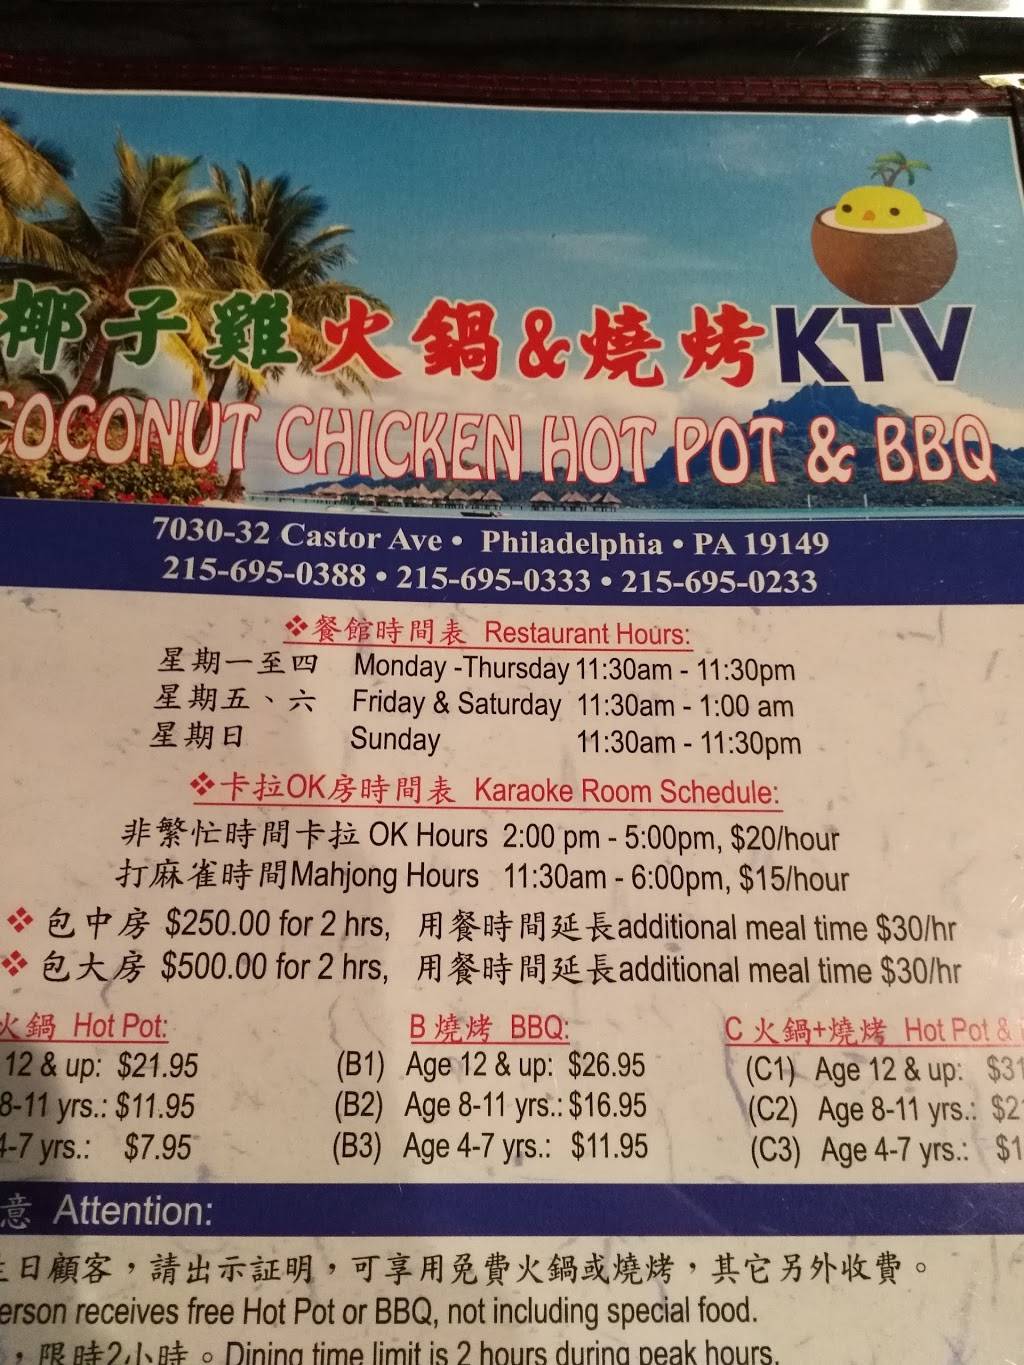 椰子雞火鍋&燒烤KTV
COCONUT CHICKEN HOT POT & BBQ
7030-32 Castor Ave • Philadelphia • PA 19149
215-695-0388 • 215-695-0333 • 215-695-0233
❖餐館時間表 Restaurant Hours:
星期一至四 Monday -Thursday 11:30am - 11:30pm
星期五、六 Friday & Saturday 11:30am - 1:00 am
星期日 Sunday 11:30am - 11:30pm
❖卡拉OK房時間表 Karaoke Room Schedule:
非繁忙時間卡拉 OK Hours 2:00 pm - 5:00pm, $20/hour
打麻雀時間Mahjong Hours 11:30am - 6:00pm, $15/hour
❖ 包中房 $250.00 for 2 hrs, 用餐時間延長additional meal time $30/hr
❖ 包大房 $500.00 for 2 hrs, 用餐時間延長additional meal time $30/hr
火鍋 Hot Pot: B 燒烤 BBQ: C 火鍋+燒烤 Hot Pot &
12 & up: $21.95 (B1) Age 12 & up: $26.95 (C1) Age 12 & up: $31
8-11 yrs.: $11.95 (B2) Age 8-11 yrs.: $16.95 (C2) Age 8-11 yrs.: $2
4-7 yrs.: $7.95 (B3) Age 4-7 yrs.: $11.95 (C3) Age 4-7 yrs.: $1
意 Attention:
生日顧客，請出示証明，可享用免費火鍋或燒烤，其它另外收費。
erson receives free Hot Pot or BBQ, not including special food.
，限時2小時。Dining time limit is 2 hours during peak hours.